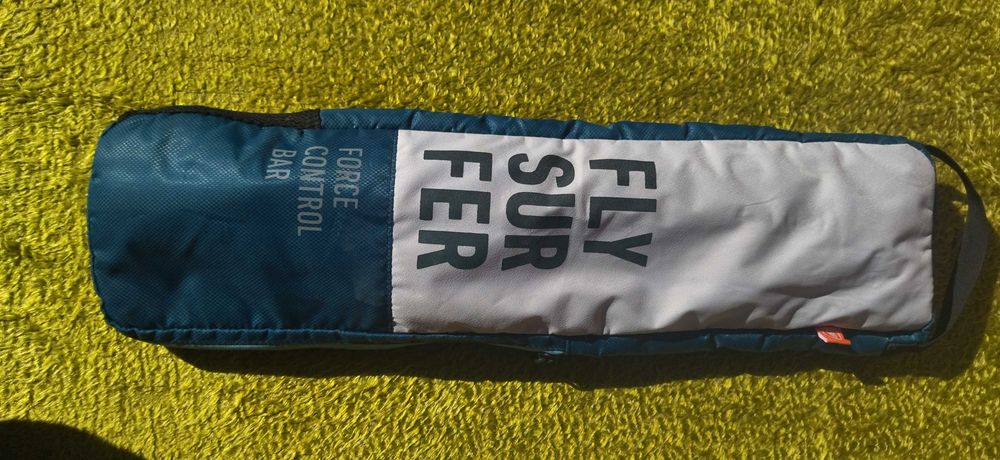 FLY
SUR
FER
FORCE
CONTROL
BAR